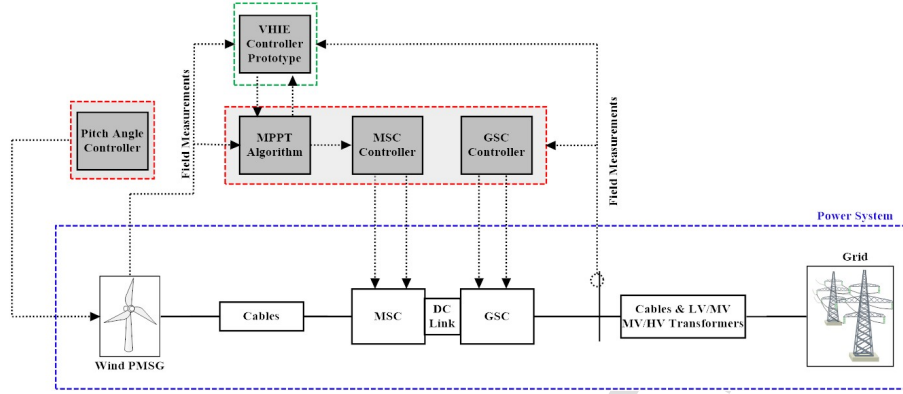 VHIE
Controller
Prototype
Field Measurements
Pitch Angle
Controller
MPPT
Algorithm
MSC
Controller
GSC
Controller
Field Measurements
Power System
Grid
Wind PMSG
Cables
MSC
DC
Link
GSC
Cables & LV/MV
MV/HV Transformers